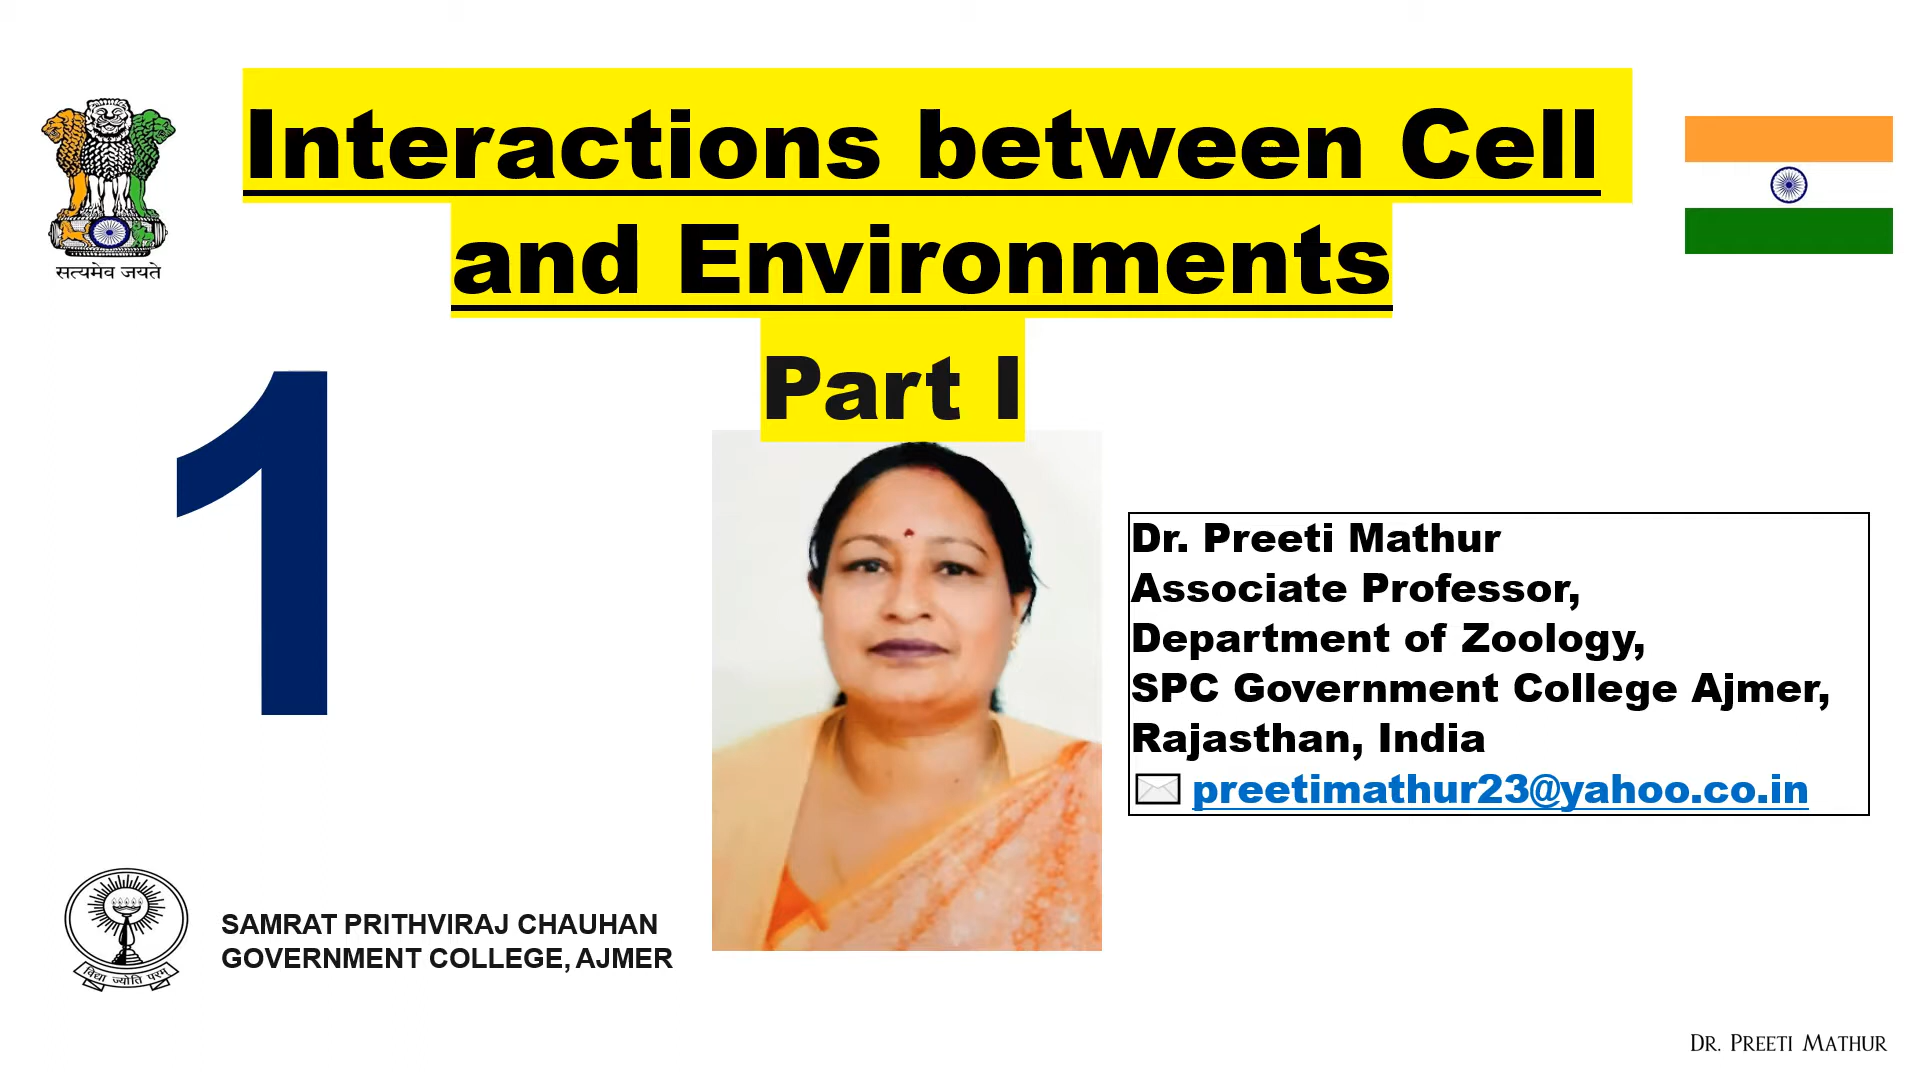 Interactions between Cell
and Environments
Part I
सत्यमेव जयते
1
Dr. Preeti Mathur
Associate Professor,
Department of Zoology,
SPC Government College Ajmer,
Rajasthan, India
preetimathur23@yahoo.co.in
विद्या ज्योति परम्
SAMRAT PRITHVIRAJ CHAUHAN
GOVERNMENT COLLEGE, AJMER
DR. PREETI MATHUR